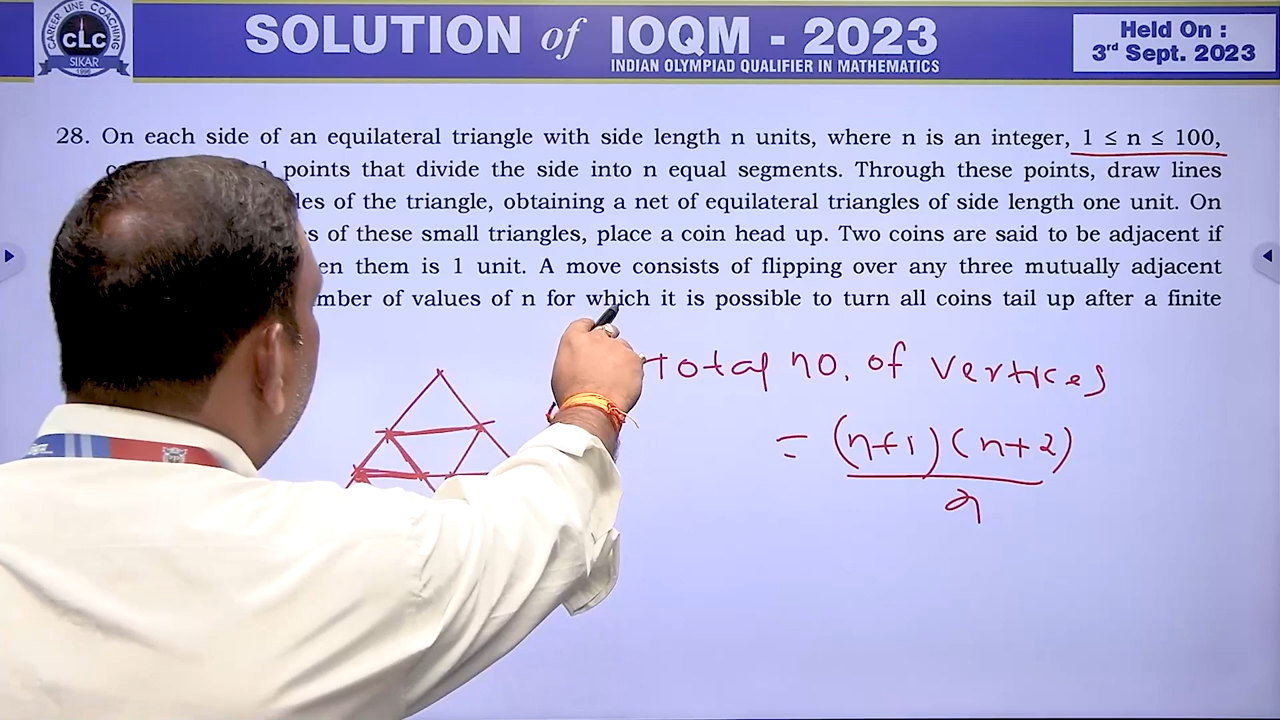 CAREER LINE COACHING
CLC
SIKAR
1996
SOLUTION of IOQM - 2023
INDIAN OLYMPIAD QUALIFIER IN MATHEMATICS
Held On :
3rd Sept. 2023
28. On each side of an equilateral triangle with side length n units, where n is an integer, 1 ≤ n ≤ 100,
points that divide the side into n equal segments. Through these points, draw lines
of the triangle, obtaining a net of equilateral triangles of side length one unit. On
of these small triangles, place a coin head up. Two coins are said to be adjacent if
them is 1 unit. A move consists of flipping over any three mutually adjacent
of values of n for which it is possible to turn all coins tail up after a finite
Total no. of vertices
= (n+1)(n+2)
2